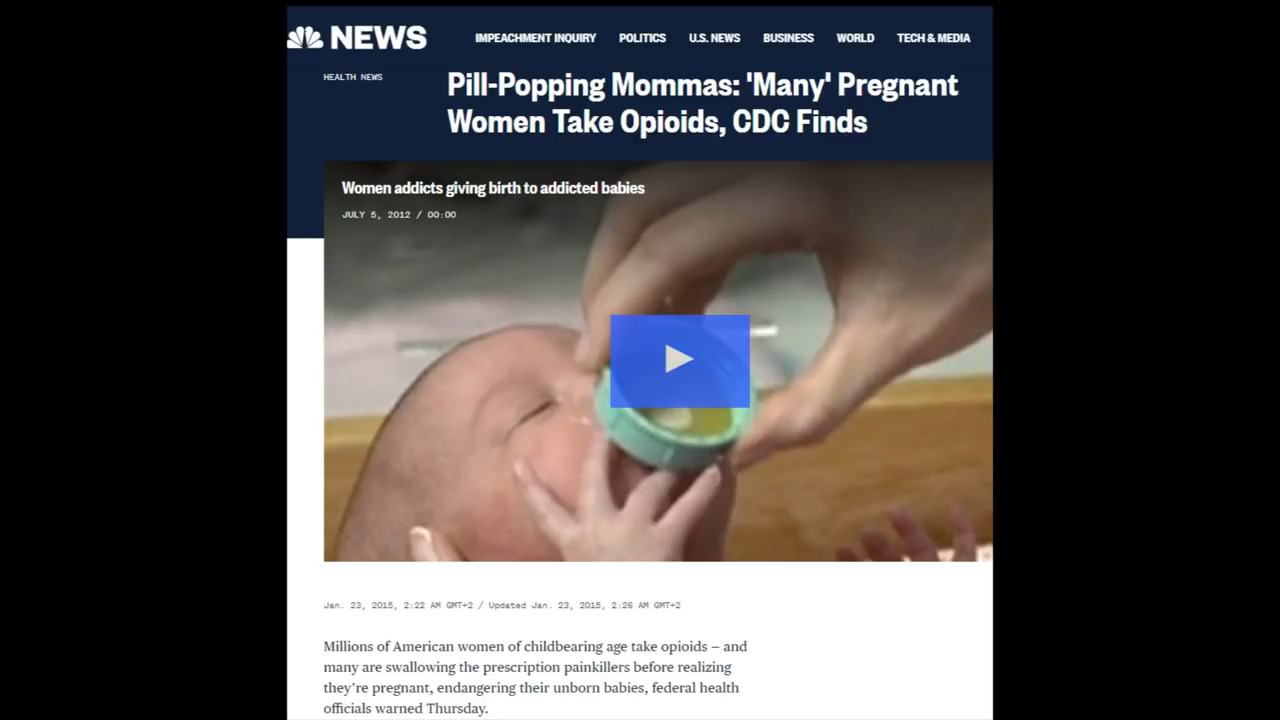 NEWS
IMPEACHMENT INQUIRY POLITICS U.S. NEWS BUSINESS WORLD TECH & MEDIA
HEALTH NEWS
Pill-Popping Mommas: 'Many' Pregnant
Women Take Opioids, CDC Finds
Women addicts giving birth to addicted babies
JULY 5, 2012 / 00:00
Jan. 23, 2015, 2:22 AM GMT+2 / Updated Jan. 23, 2015, 2:26 AM GMT+2
Millions of American women of childbearing age take opioids — and
many are swallowing the prescription painkillers before realizing
they're pregnant, endangering their unborn babies, federal health
officials warned Thursday.